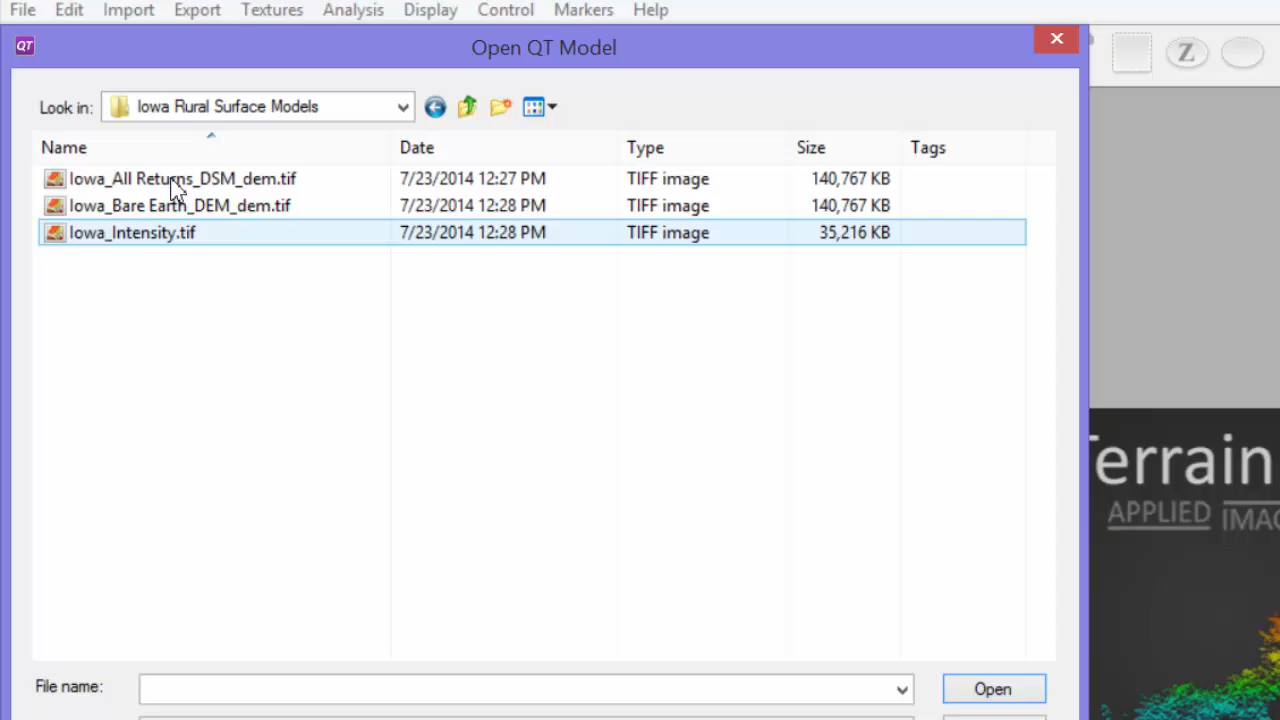 File Edit Import Export Textures Analysis Display Control Markers Help
QT Open QT Model
Z
Look in: Iowa Rural Surface Models
Name Date Type Size Tags
Iowa_All Returns_DSM_dem.tif 7/23/2014 12:27 PM TIFF image 140,767 KB
Iowa_Bare Earth_DEM_dem.tif 7/23/2014 12:28 PM TIFF image 140,767 KB
Iowa_Intensity.tif 7/23/2014 12:28 PM TIFF image 35,216 KB
Terrain
APPLIED IMAG
File name: Open